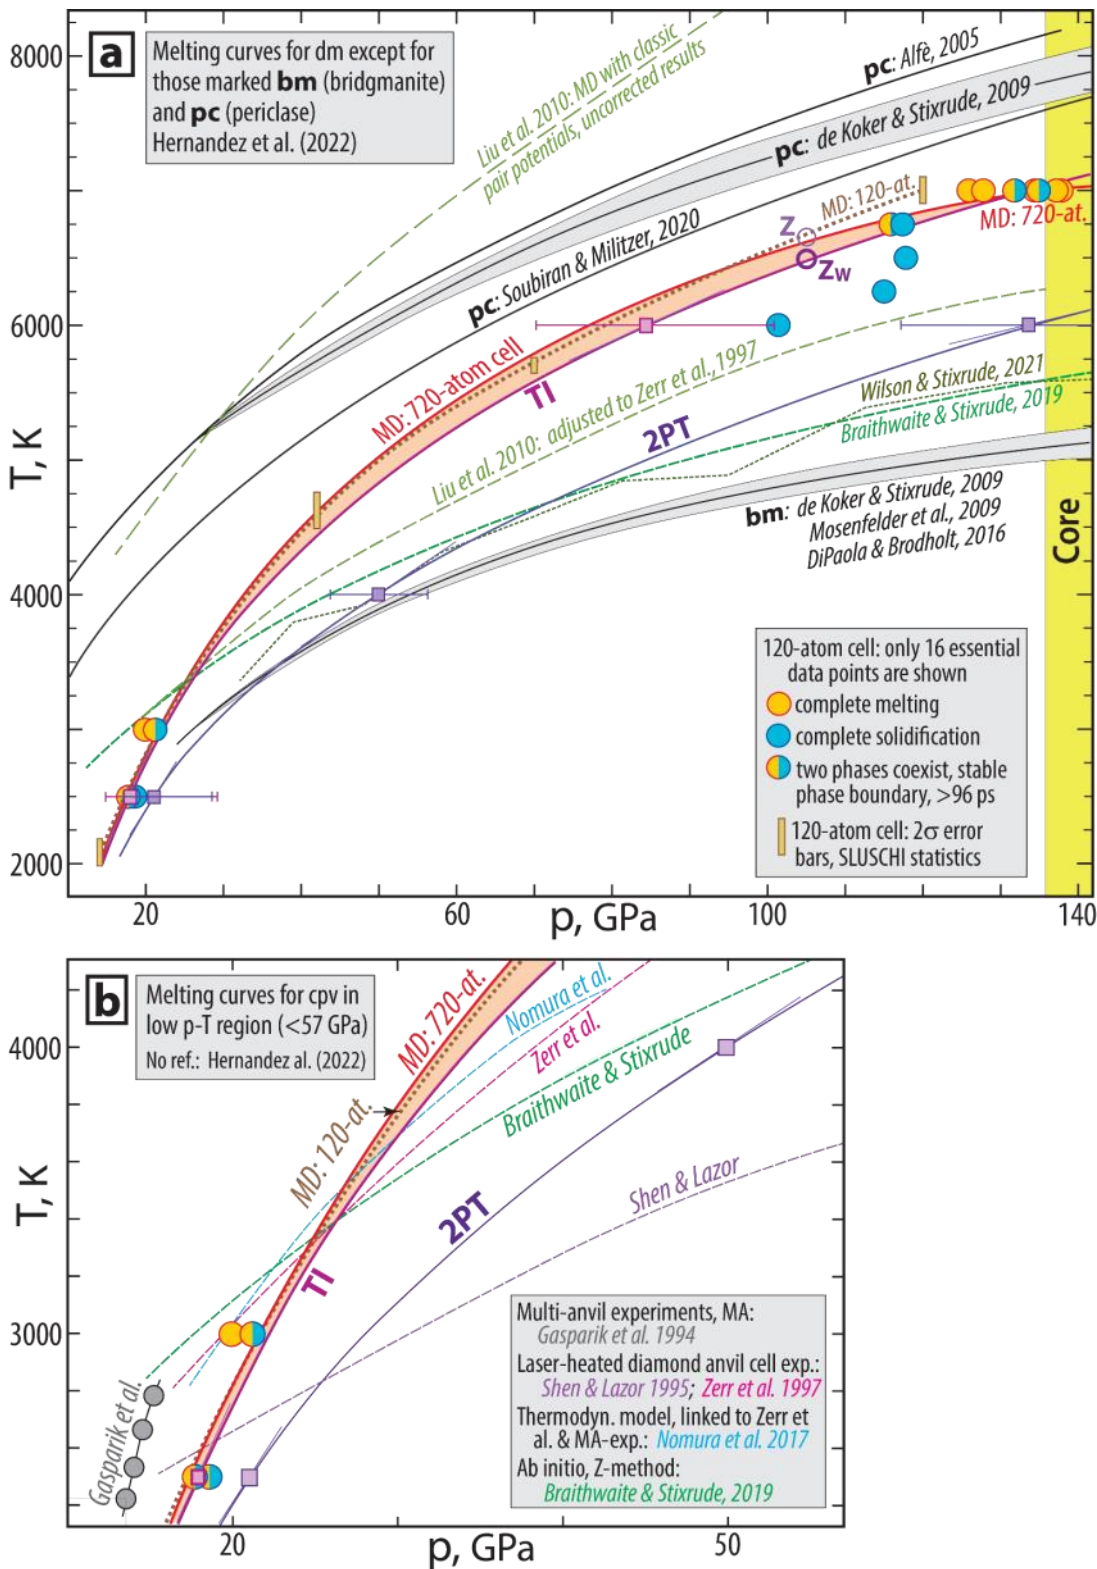 a
Melting curves for dm except for
those marked bm (bridgmanite)
and pc (periclase)
Hernandez et al. (2022)
8000
6000
4000
2000
T, K
Liu et al. 2010: MD with classic
pair potentials, uncorrected results
pc: Alfè, 2005
pc: de Koker & Stixrude, 2009
pc: Soubiran & Militzer, 2020
MD: 120-at.
MD: 720-at.
Z
Zw
MD: 720-atom cell
TI
Liu et al. 2010: adjusted to Zerr et al.,1997
2PT
Wilson & Stixrude, 2021
Braithwaite & Stixrude, 2019
bm: de Koker & Stixrude, 2009
Mosenfelder et al., 2009
DiPaola & Brodholt, 2016
Core
120-atom cell: only 16 essential
data points are shown
complete melting
complete solidification
two phases coexist, stable
phase boundary, >96 ps
120-atom cell: 2σ error
bars, SLUSCHI statistics
20
60
100
140
p, GPa
b
Melting curves for cpv in
low p-T region (<57 GPa)
No ref.: Hernandez al. (2022)
4000
3000
T, K
MD: 720-at.
MD: 120-at.
Nomura et al.
Zerr et al.
Braithwaite & Stixrude
Shen & Lazor
2PT
TI
Gasparik et al.
Multi-anvil experiments, MA:
Gasparik et al. 1994
Laser-heated diamond anvil cell exp.:
Shen & Lazor 1995; Zerr et al. 1997
Thermodyn. model, linked to Zerr et
al. & MA-exp.: Nomura et al. 2017
Ab initio, Z-method:
Braithwaite & Stixrude, 2019
20
50
p, GPa